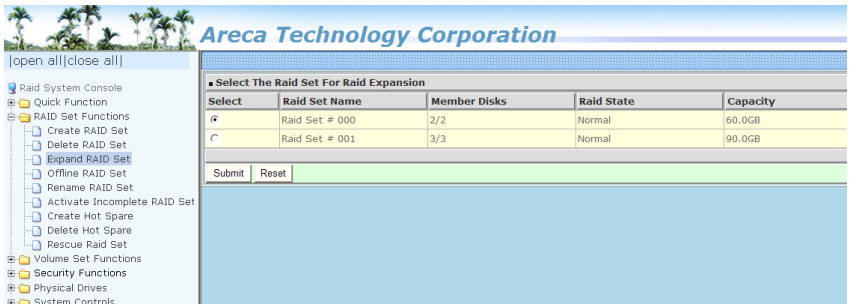 Areca Technology Corporation
|open all|close all|
Raid System Console
Quick Function
RAID Set Functions
Create RAID Set
Delete RAID Set
Expand RAID Set
Offline RAID Set
Rename RAID Set
Activate Incomplete RAID Set
Create Hot Spare
Delete Hot Spare
Rescue Raid Set
Volume Set Functions
Security Functions
Physical Drives
System Controls
Select The Raid Set For Raid Expansion
Select Raid Set Name Member Disks Raid State Capacity
Raid Set # 000 2/2 Normal 60.0GB
Raid Set # 001 3/3 Normal 90.0GB
Submit Reset